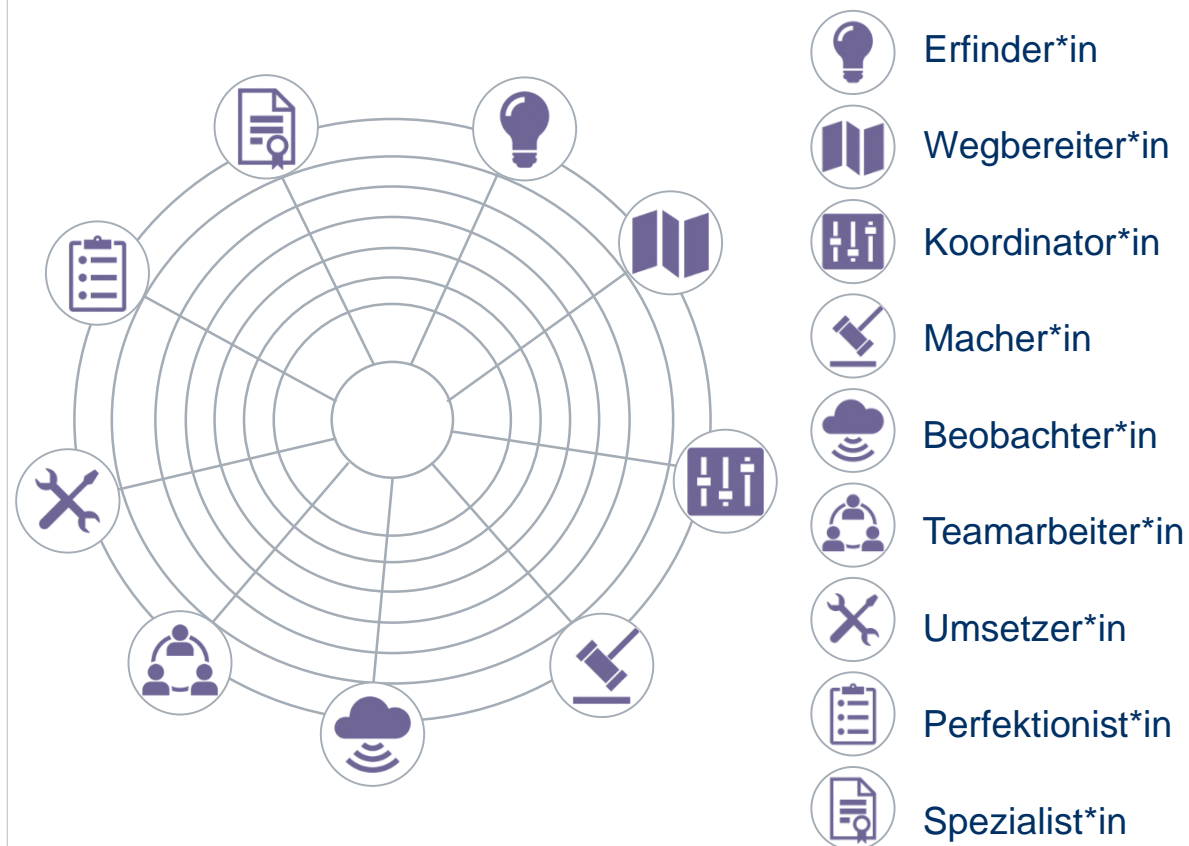 Erfinder*in
Wegbereiter*in
Koordinator*in
Macher*in
Beobachter*in
Teamarbeiter*in
Umsetzer*in
Perfektionist*in
Spezialist*in